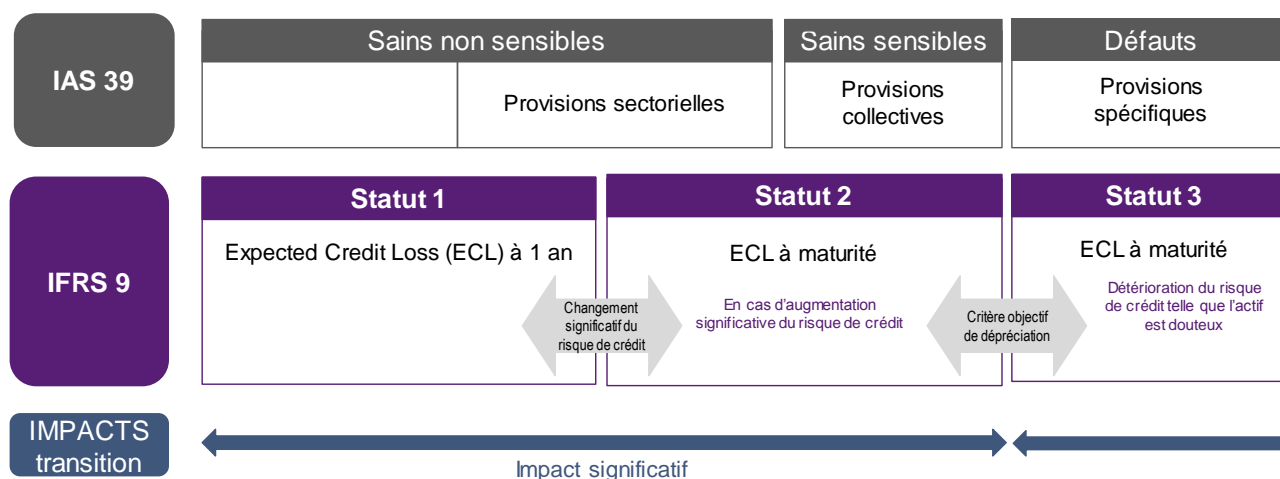 IAS 39
Sains non sensibles
Sains sensibles
Défauts
Provisions sectorielles
Provisions
collectives
Provisions
spécifiques
IFRS 9
Statut 1
Statut 2
Statut 3
Expected Credit Loss (ECL) à 1 an
ECL à maturité
ECL à maturité
Changement
significatif du
risque de crédit
En cas d'augmentation
significative du risque de crédit
Critère objectif
de dépréciation
Détérioration du risque
de crédit telle que l'actif
est douteux
IMPACTS
transition
Impact significatif